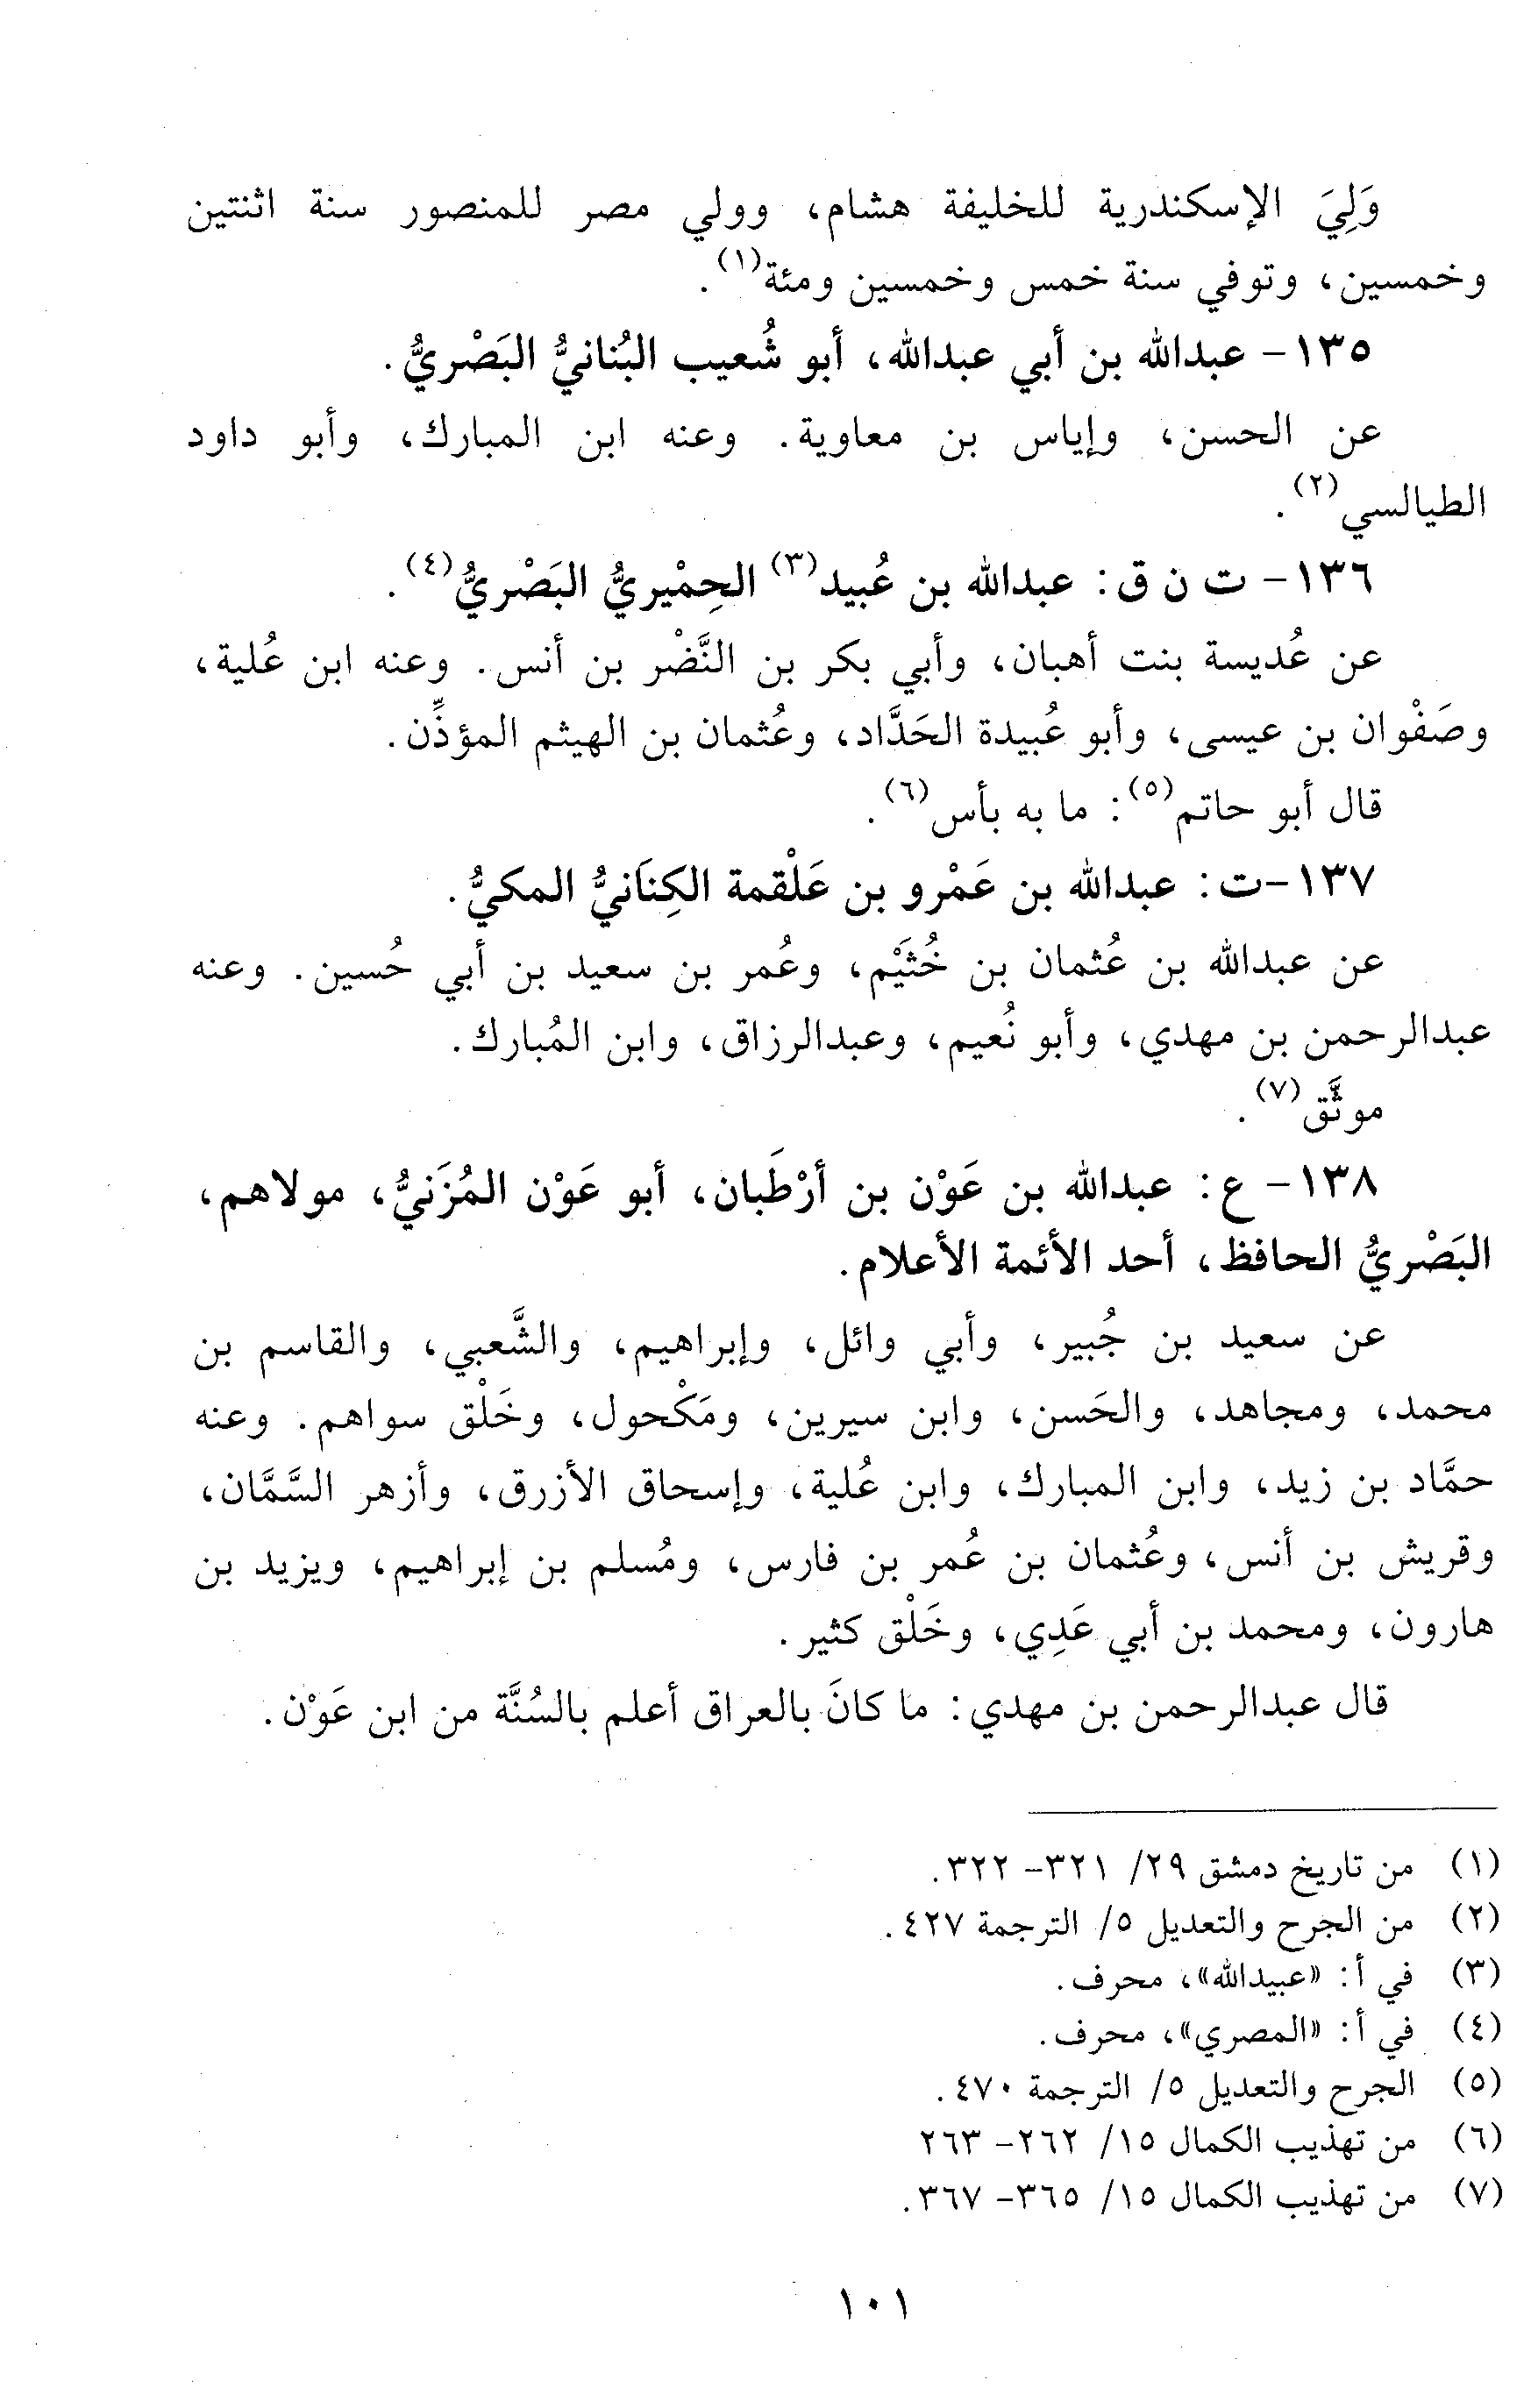 وَلِيَ الإسكندرية للخليفة هشام، وولي مصر للمنصور سنة اثنتين
وخمسين، وتوفي سنة خمس وخمسين ومئة(١).
١٣٥- عبدالله بن أبي عبدالله، أبو شُعيب البُنانيُّ البَصْريُّ.
عن الحسن، وإياس بن معاوية. وعنه ابن المبارك، وأبو داود
الطيالسي(٢).
١٣٦- ت ن ق: عبدالله بن عُبيد(٣) الحِمْيريُّ البَصْريُّ(٤).
عن عُديسة بنت أهبان، وأبي بكر بن النَّضْر بن أنس. وعنه ابن عُلية،
وصَفْوان بن عيسى، وأبو عُبيدة الحَدَّاد، وعُثمان بن الهيثم المؤذِّن.
قال أبو حاتم(٥): ما به بأس(٦).
١٣٧-ت: عبدالله بن عَمْرو بن عَلْقمة الكِنَانيُّ المكيُّ.
عن عبدالله بن عُثمان بن خُثَيْم، وعُمر بن سعيد بن أبي حُسين. وعنه
عبدالرحمن بن مهدي، وأبو نُعيم، وعبدالرزاق، وابن المُبارك.
موثَّق(٧).
١٣٨- ع: عبدالله بن عَوْن بن أرْطَبان، أبو عَوْن المُزَنيُّ، مولاهم،
البَصْريُّ الحافظ، أحد الأئمة الأعلام.
عن سعيد بن جُبير، وأبي وائل، وإبراهيم، والشَّعبي، والقاسم بن
محمد، ومجاهد، والحَسن، وابن سيرين، ومَكْحول، وخَلْق سواهم. وعنه
حمَّاد بن زيد، وابن المبارك، وابن عُلية، وإسحاق الأزرق، وأزهر السَّمَّان،
وقريش بن أنس، وعُثمان بن عُمر بن فارس، ومُسلم بن إبراهيم، ويزيد بن
هارون، ومحمد بن أبي عَدِي، وخَلْق كثير.
قال عبدالرحمن بن مهدي: ما كانَ بالعراق أعلم بالسُنَّة من ابن عَوْن.
(١) من تاريخ دمشق ٢٩/ ٣٢١- ٣٢٢.
(٢) من الجرح والتعديل ٥/ الترجمة ٤٢٧.
(٣) في أ: «عبيدالله»، محرف.
(٤) في أ: «المصري»، محرف.
(٥) الجرح والتعديل ٥/ الترجمة ٤٧٠.
(٦) من تهذيب الكمال ١٥/ ٢٦٢- ٢٦٣
(٧) من تهذيب الكمال ١٥/ ٣٦٥- ٣٦٧.
١٠١